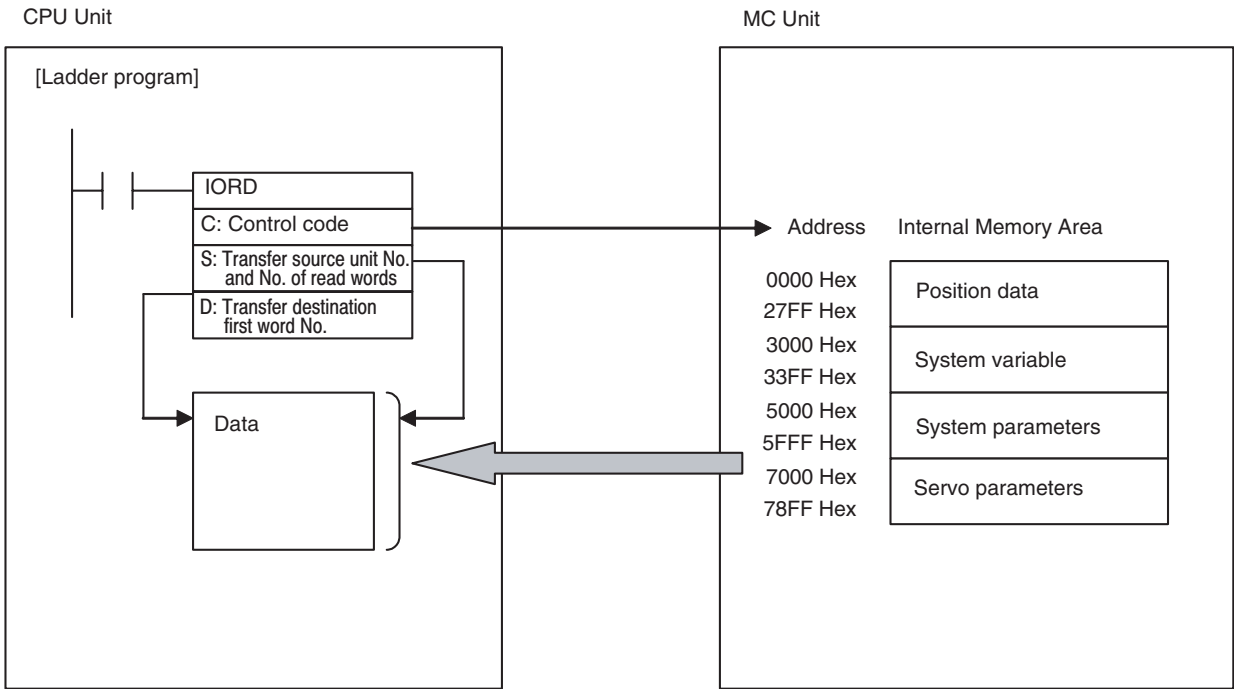 CPU Unit
MC Unit
[Ladder program]
IORD
C: Control code
S: Transfer source unit No.
and No. of read words
D: Transfer destination
first word No.
Data
Address Internal Memory Area
0000 Hex
27FF Hex
Position data
3000 Hex
33FF Hex
System variable
5000 Hex
5FFF Hex
System parameters
7000 Hex
78FF Hex
Servo parameters